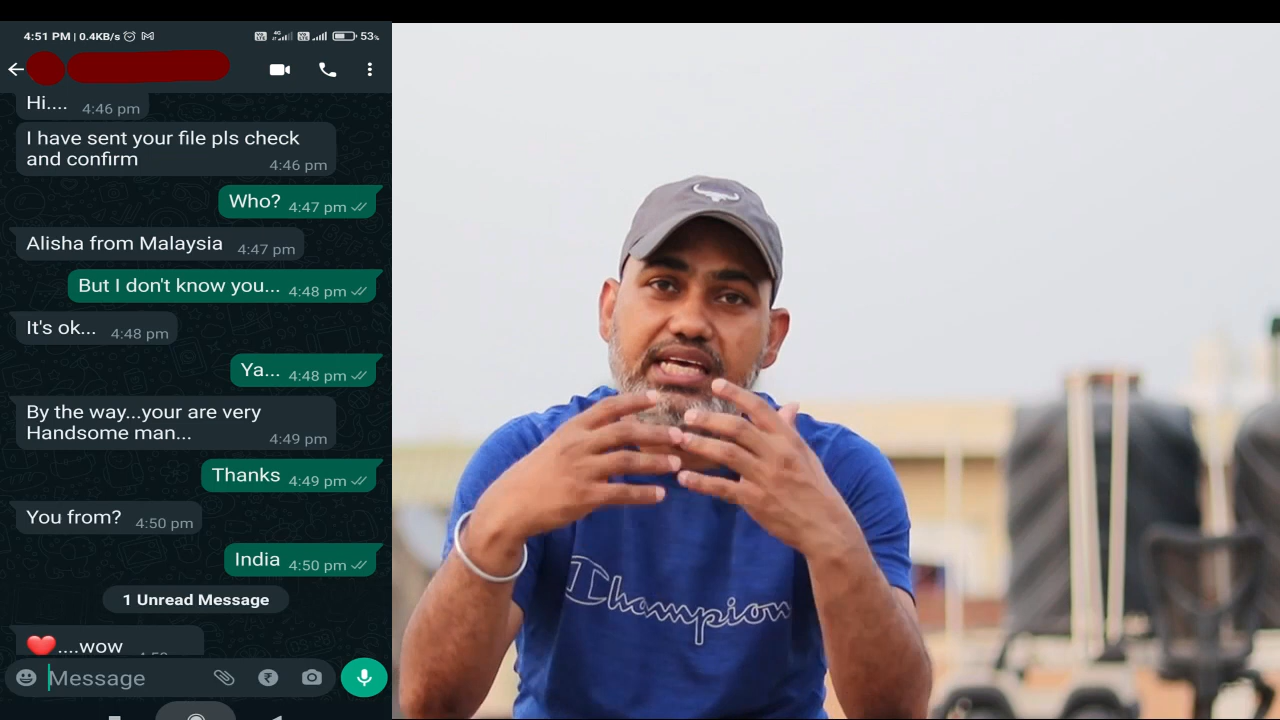 4:51 PM | 0.4KB/s
4G
53%
Hi.... 4:46 pm
I have sent your file pls check
and confirm 4:46 pm
Who? 4:47 pm
Alisha from Malaysia 4:47 pm
But I don't know you... 4:48 pm
It's ok... 4:48 pm
Ya... 4:48 pm
By the way...your are very
Handsome man... 4:49 pm
Thanks 4:49 pm
You from? 4:50 pm
India 4:50 pm
1 Unread Message
❤️....wow
Message
Champion